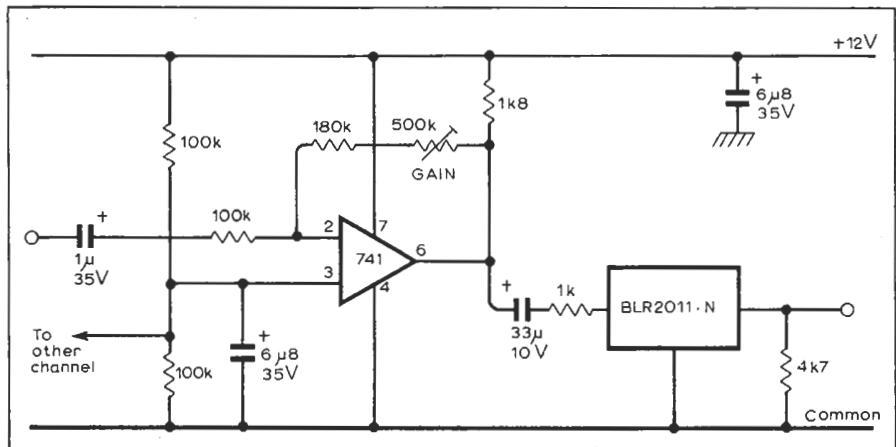 +12V
+
6µ8
35V
1k8
100k
180k
500k
GAIN
100k
+
1µ
35V
2
7
741
6
3
4
+
33µ
10V
1k
BLR2011·N
To
other
channel
100k
+
6µ8
35V
4k7
Common